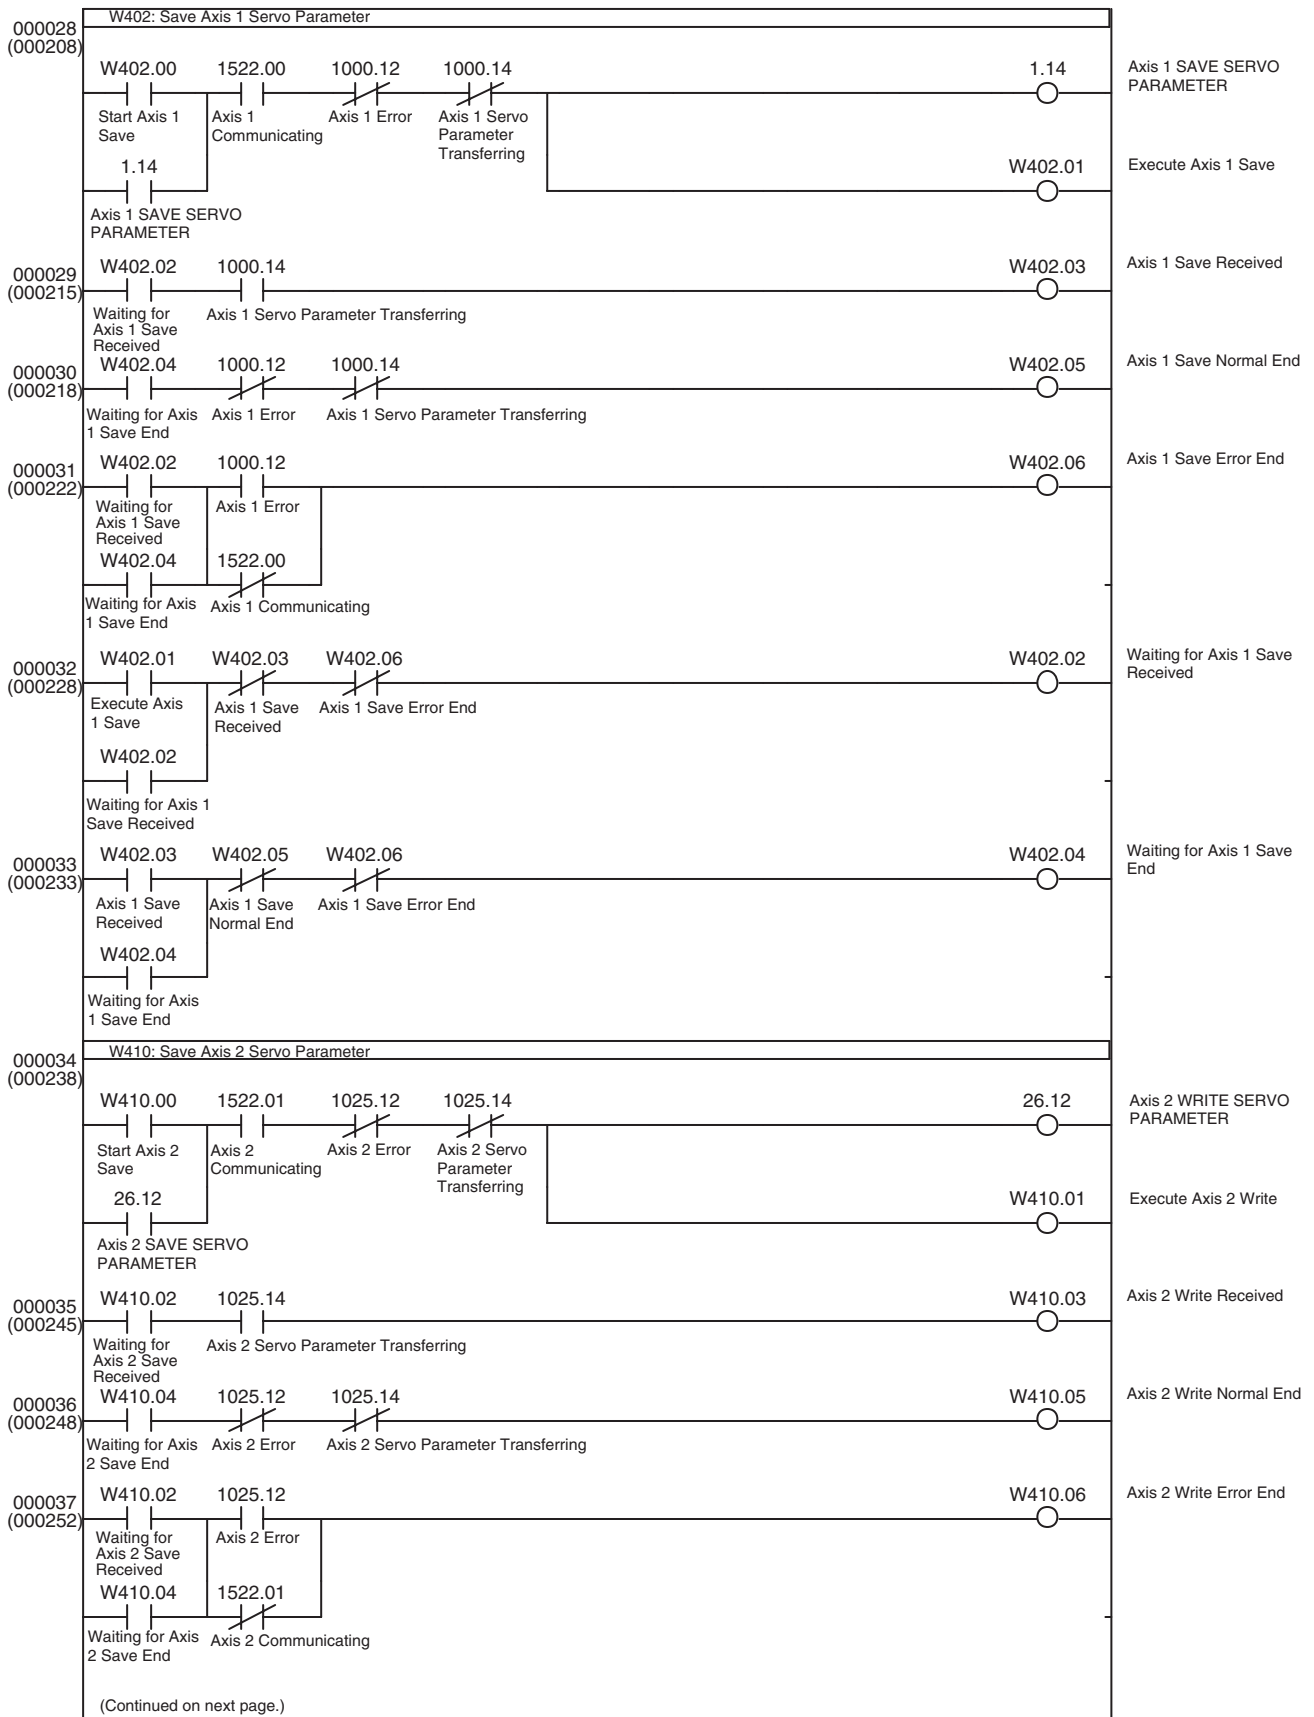 W402: Save Axis 1 Servo Parameter
000028
(000208)
W402.00 1522.00 1000.12 1000.14 1.14
Axis 1 SAVE SERVO
PARAMETER
Start Axis 1
Save
Axis 1
Communicating
Axis 1 Error
Axis 1 Servo
Parameter
Transferring
1.14
W402.01
Execute Axis 1 Save
Axis 1 SAVE SERVO
PARAMETER
000029
(000215)
W402.02 1000.14 W402.03
Axis 1 Save Received
Waiting for
Axis 1 Save
Received
Axis 1 Servo Parameter Transferring
000030
(000218)
W402.04 1000.12 1000.14 W402.05
Axis 1 Save Normal End
Waiting for Axis
1 Save End
Axis 1 Error
Axis 1 Servo Parameter Transferring
000031
(000222)
W402.02 1000.12 W402.06
Axis 1 Save Error End
Waiting for
Axis 1 Save
Received
Axis 1 Error
W402.04 1522.00
Waiting for Axis
1 Save End
Axis 1 Communicating
000032
(000228)
W402.01 W402.03 W402.06 W402.02
Waiting for Axis 1 Save
Received
Execute Axis
1 Save
Axis 1 Save
Received
Axis 1 Save Error End
W402.02
Waiting for Axis 1
Save Received
000033
(000233)
W402.03 W402.05 W402.06 W402.04
Waiting for Axis 1 Save
End
Axis 1 Save
Received
Axis 1 Save
Normal End
Axis 1 Save Error End
W402.04
Waiting for Axis
1 Save End
W410: Save Axis 2 Servo Parameter
000034
(000238)
W410.00 1522.01 1025.12 1025.14 26.12
Axis 2 WRITE SERVO
PARAMETER
Start Axis 2
Save
Axis 2
Communicating
Axis 2 Error
Axis 2 Servo
Parameter
Transferring
26.12
W410.01
Execute Axis 2 Write
Axis 2 SAVE SERVO
PARAMETER
000035
(000245)
W410.02 1025.14 W410.03
Axis 2 Write Received
Waiting for
Axis 2 Save
Received
Axis 2 Servo Parameter Transferring
000036
(000248)
W410.04 1025.12 1025.14 W410.05
Axis 2 Write Normal End
Waiting for Axis
2 Save End
Axis 2 Error
Axis 2 Servo Parameter Transferring
000037
(000252)
W410.02 1025.12 W410.06
Axis 2 Write Error End
Waiting for
Axis 2 Save
Received
Axis 2 Error
W410.04 1522.01
Waiting for Axis
2 Save End
Axis 2 Communicating
(Continued on next page.)